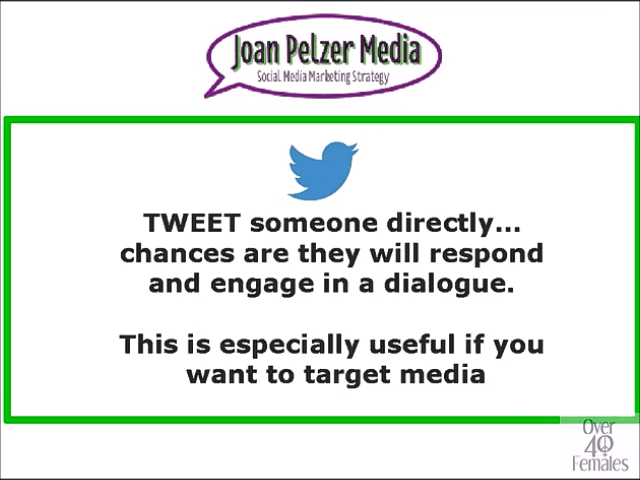 Joan Pelzer Media
Social Media Marketing Strategy
TWEET someone directly...
chances are they will respond
and engage in a dialogue.
This is especially useful if you
want to target media
Over
40
Females